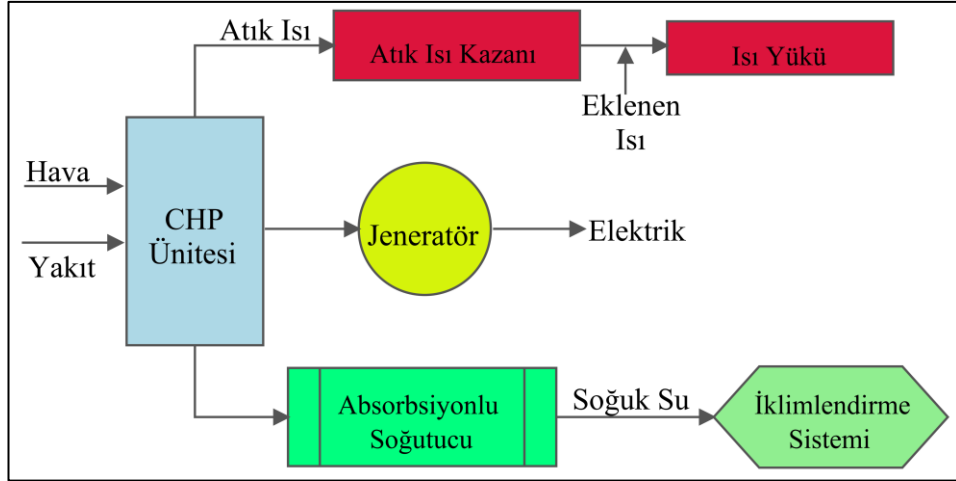 Atık Isı
Atık Isı Kazanı
Isı Yükü
Eklenen
Isı
Hava
Yakıt
CHP
Ünitesi
Jeneratör
Elektrik
Absorbsiyonlu
Soğutucu
Soğuk Su
İklimlendirme
Sistemi